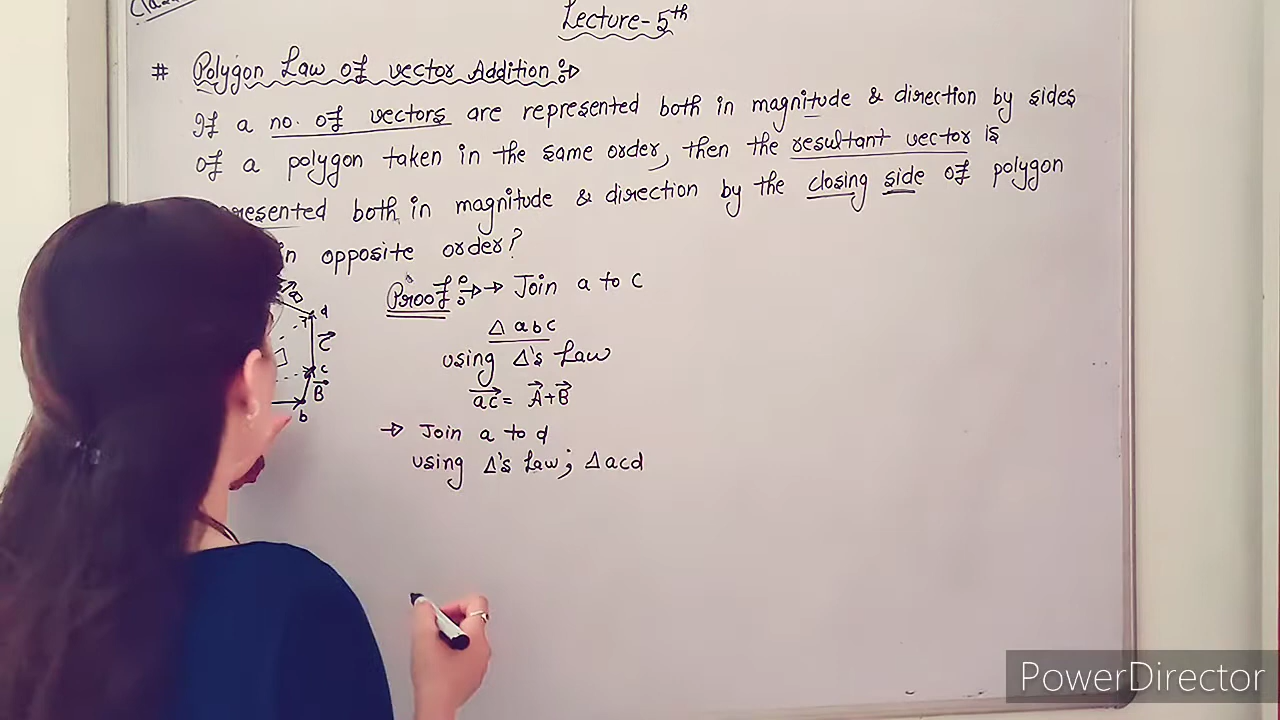 Lecture-5th
# Polygon Law of vector Addition :→
If a no. of vectors are represented both in magnitude & direction by sides
of a polygon taken in the same order, then the resultant vector is
both in magnitude & direction by the closing side of polygon
in opposite order?
Proof :→ → Join a to c
Δ abc
using Δ's Law
ac = A+B
→ Join a to d
using Δ's Law; Δacd
d
C
c
B
b
PowerDirector